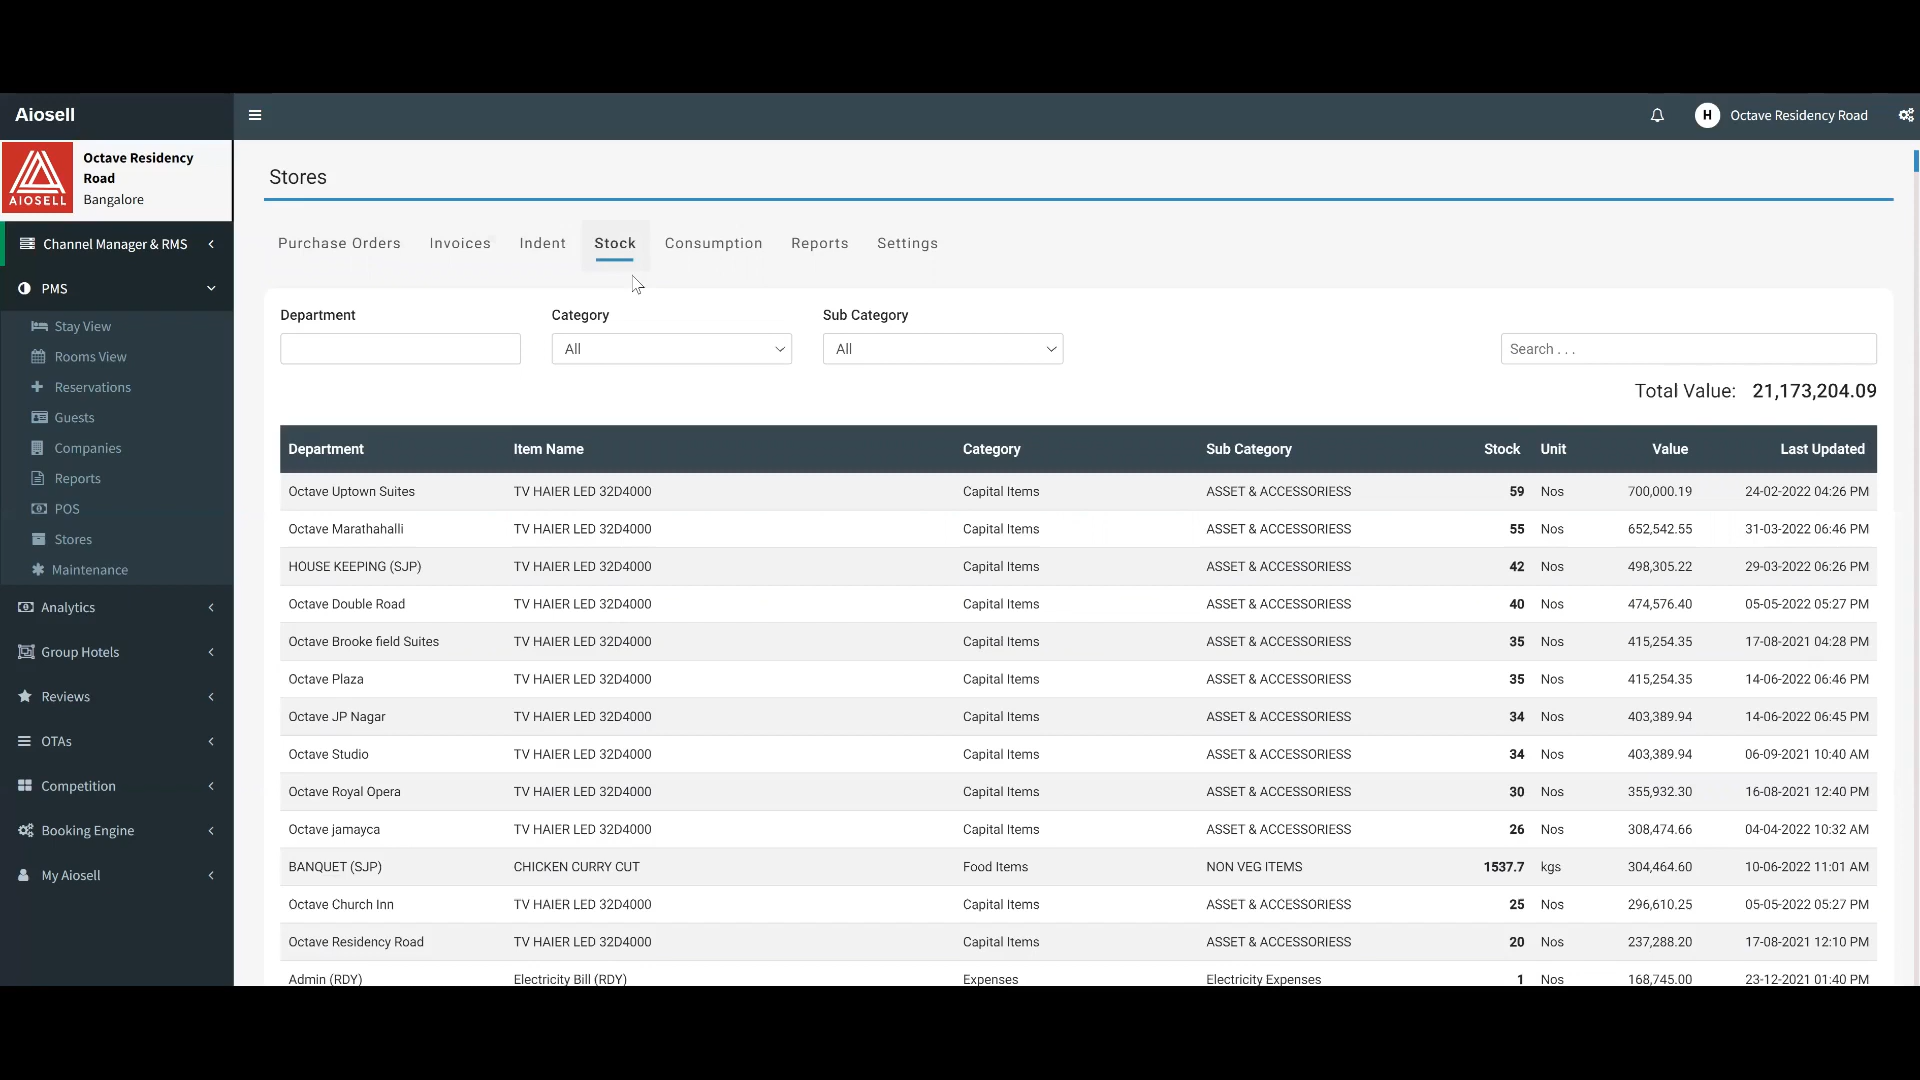 Aiosell
H Octave Residency Road
AIOSELL
Octave Residency
Road
Bangalore
Channel Manager & RMS
PMS
Stay View
Rooms View
Reservations
Guests
Companies
Reports
POS
Stores
Maintenance
Analytics
Group Hotels
Reviews
OTAs
Competition
Booking Engine
My Aiosell
Stores
Purchase Orders Invoices Indent Stock Consumption Reports Settings
Department Category Sub Category
All All Search . . .
Total Value: 21,173,204.09
Department Item Name Category Sub Category Stock Unit Value Last Updated
Octave Uptown Suites TV HAIER LED 32D4000 Capital Items ASSET & ACCESSORIESS 59 Nos 700,000.19 24-02-2022 04:26 PM
Octave Marathahalli TV HAIER LED 32D4000 Capital Items ASSET & ACCESSORIESS 55 Nos 652,542.55 31-03-2022 06:46 PM
HOUSE KEEPING (SJP) TV HAIER LED 32D4000 Capital Items ASSET & ACCESSORIESS 42 Nos 498,305.22 29-03-2022 06:26 PM
Octave Double Road TV HAIER LED 32D4000 Capital Items ASSET & ACCESSORIESS 40 Nos 474,576.40 05-05-2022 05:27 PM
Octave Brooke field Suites TV HAIER LED 32D4000 Capital Items ASSET & ACCESSORIESS 35 Nos 415,254.35 17-08-2021 04:28 PM
Octave Plaza TV HAIER LED 32D4000 Capital Items ASSET & ACCESSORIESS 35 Nos 415,254.35 14-06-2022 06:46 PM
Octave JP Nagar TV HAIER LED 32D4000 Capital Items ASSET & ACCESSORIESS 34 Nos 403,389.94 14-06-2022 06:45 PM
Octave Studio TV HAIER LED 32D4000 Capital Items ASSET & ACCESSORIESS 34 Nos 403,389.94 06-09-2021 10:40 AM
Octave Royal Opera TV HAIER LED 32D4000 Capital Items ASSET & ACCESSORIESS 30 Nos 355,932.30 16-08-2021 12:40 PM
Octave jamayca TV HAIER LED 32D4000 Capital Items ASSET & ACCESSORIESS 26 Nos 308,474.66 04-04-2022 10:32 AM
BANQUET (SJP) CHICKEN CURRY CUT Food Items NON VEG ITEMS 1537.7 kgs 304,464.60 10-06-2022 11:01 AM
Octave Church Inn TV HAIER LED 32D4000 Capital Items ASSET & ACCESSORIESS 25 Nos 296,610.25 05-05-2022 05:27 PM
Octave Residency Road TV HAIER LED 32D4000 Capital Items ASSET & ACCESSORIESS 20 Nos 237,288.20 17-08-2021 12:10 PM
Admin (RDY) Electricity Bill (RDY) Expenses Electricity Expenses 1 Nos 168,745.00 23-12-2021 01:40 PM